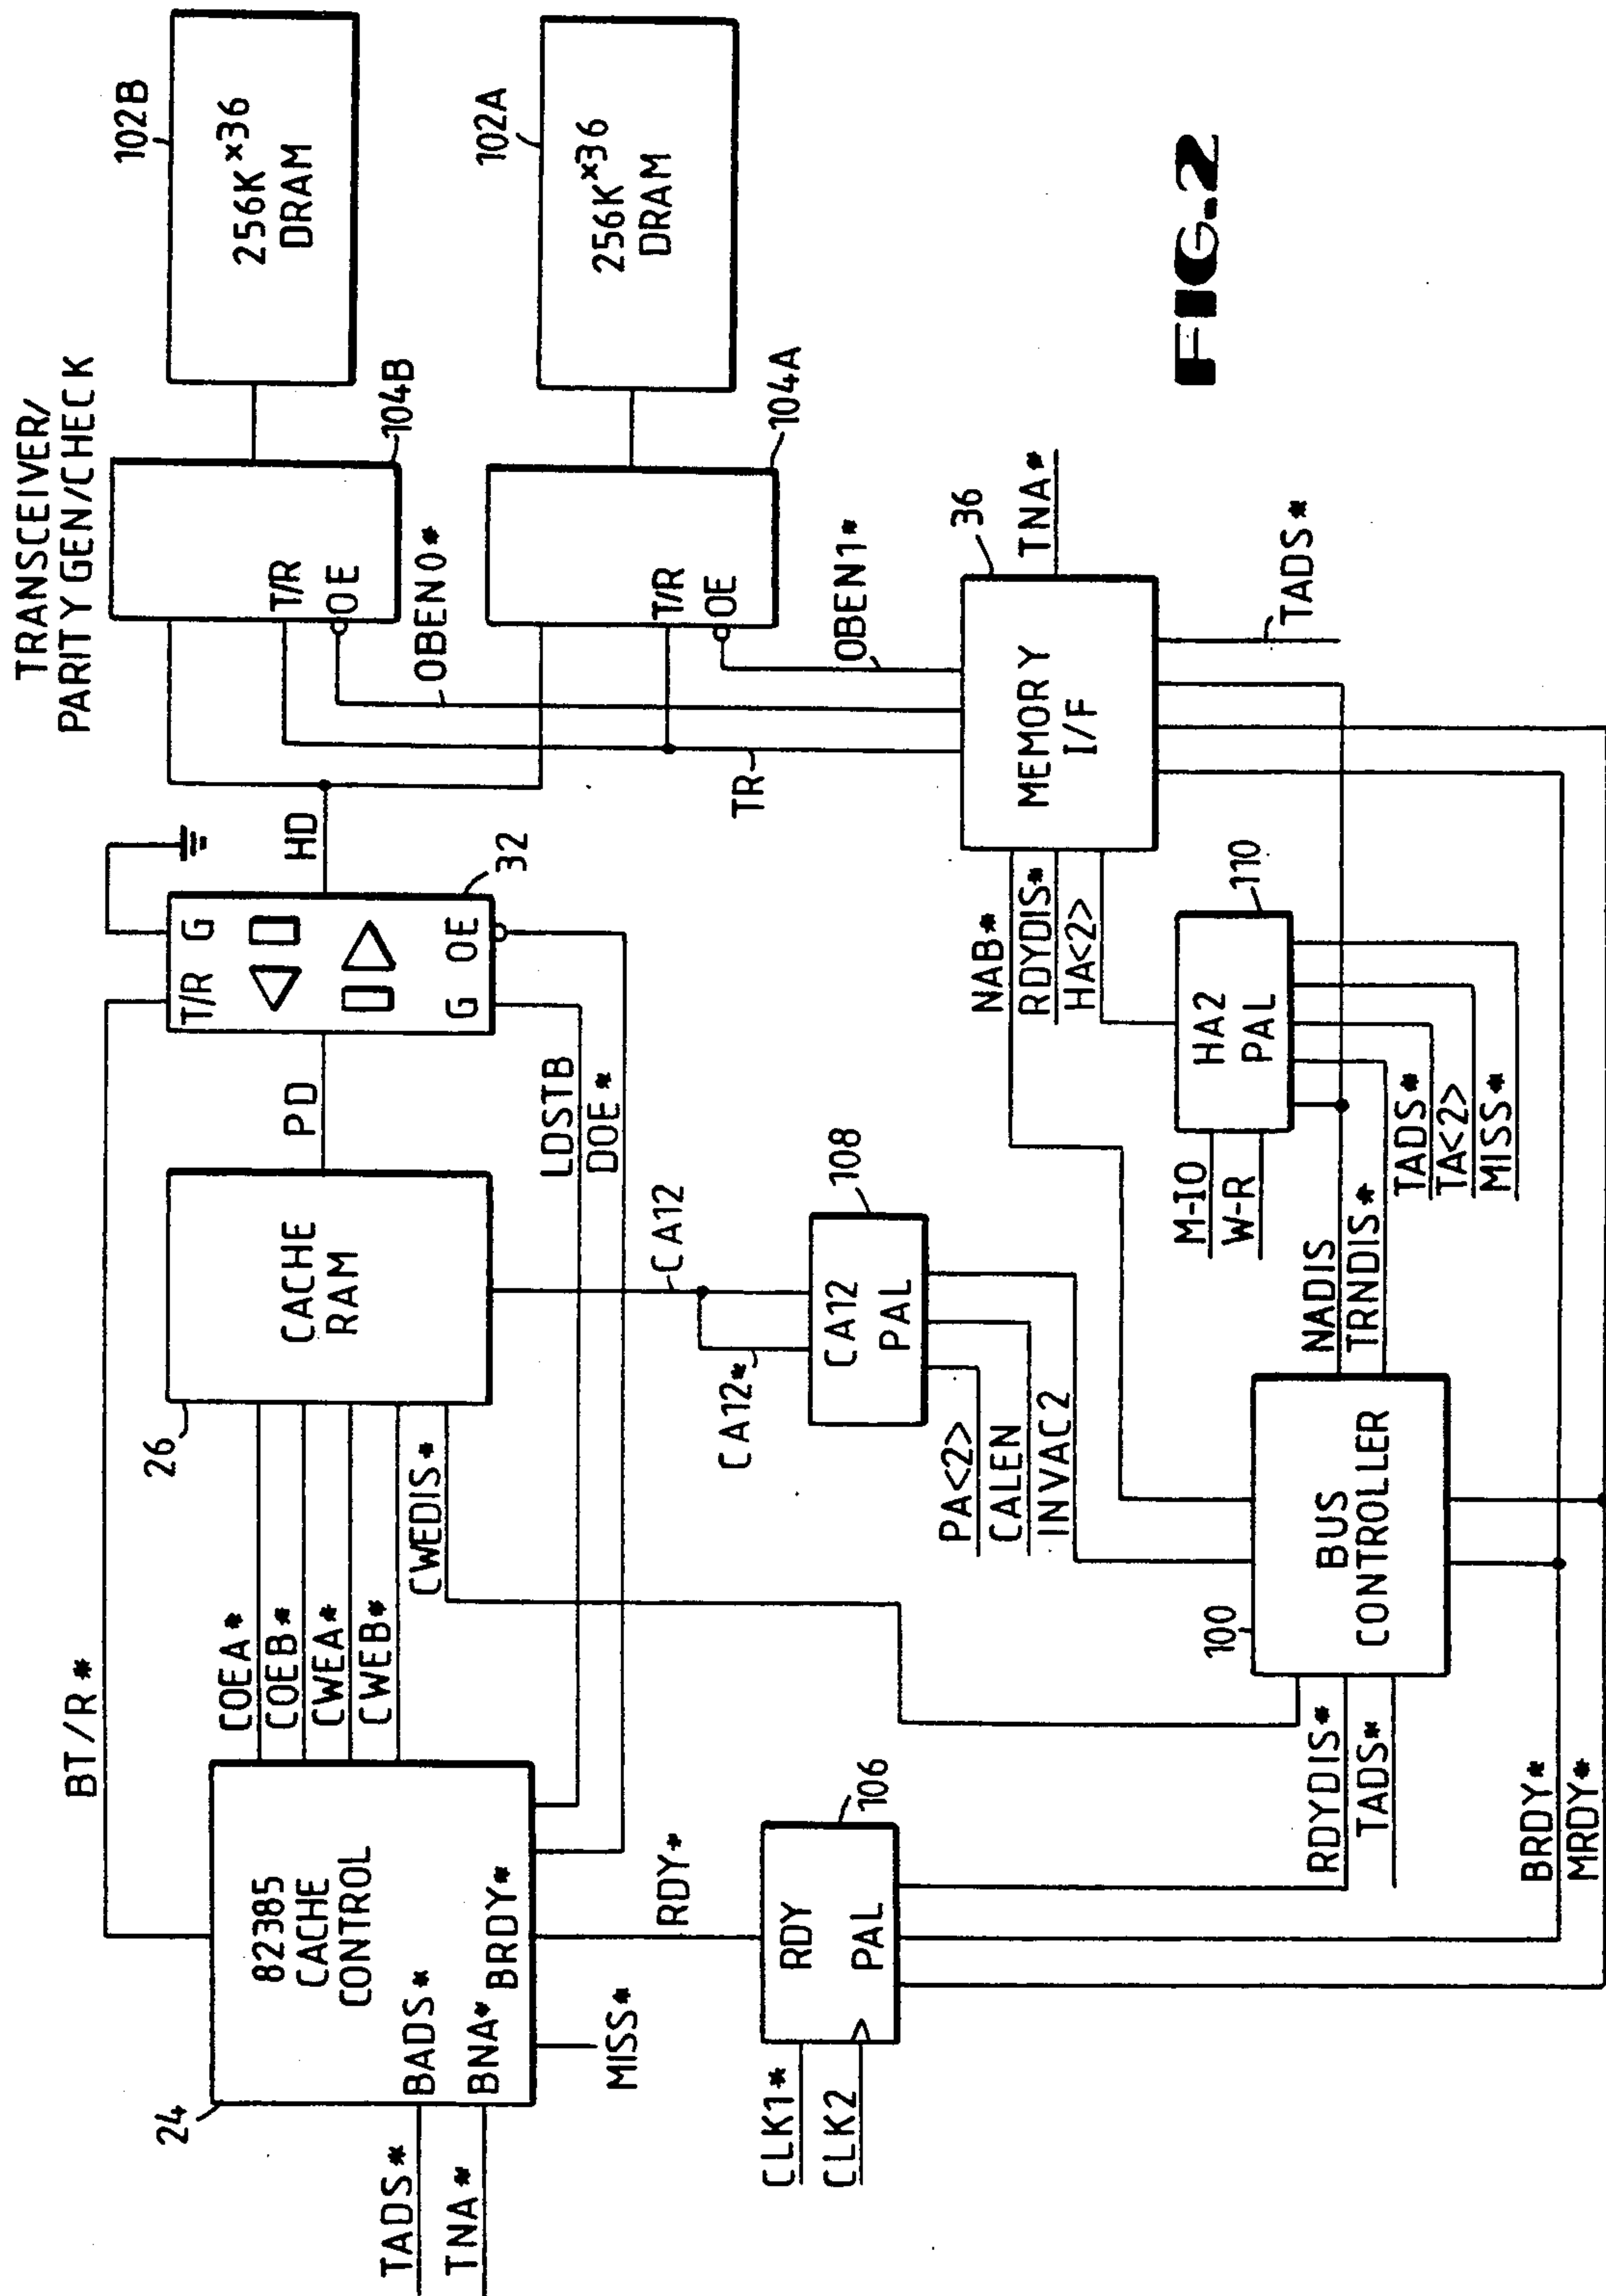 TRANSCEIVER/
PARITY GEN/CHECK
102B
256K×36
DRAM
104B
T/R
OE
OBEN0*
102A
256K×36
DRAM
104A
T/R
OE
OBEN1*
TR
HD
32
T/R G
G OE
PD
BT/R*
26
CACHE
RAM
COEA*
COEB*
CWEA*
CWEB*
CWEDIS*
LDSTB
DOE*
24
82385
CACHE
CONTROL
BADS*
BNA*
BRDY*
TADS*
TNA*
MISS*
RDY*
106
RDY
PAL
CLK1*
CLK2
CA12
CA12*
108
CA12
PAL
PA<2>
CALEN
INVAC2
100
BUS
CONTROLLER
RDYDIS*
TADS*
NADIS
TRNDIS*
BRDY*
MRDY*
110
HA2
PAL
M-IO
W-R
TADS*
TA<2>
MISS*
NAB*
RDYDIS*
HA<2>
36
MEMORY
I/F
TNA*
TADS*
FIG.2